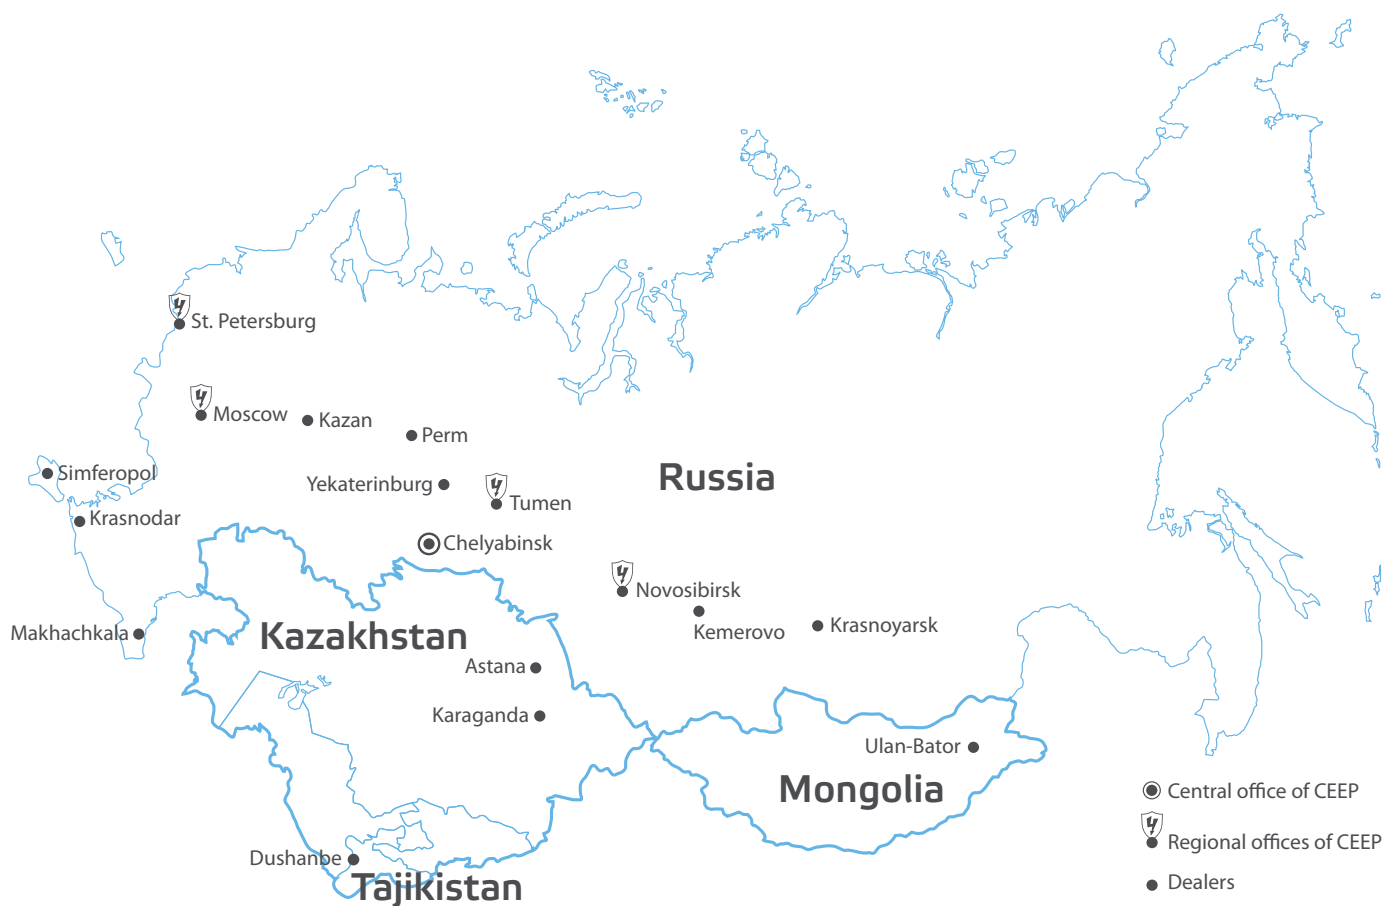 St. Petersburg
Moscow
Kazan
Perm
Simferopol
Russia
Yekaterinburg
Tumen
Krasnodar
Chelyabinsk
Novosibirsk
Kemerovo
Krasnoyarsk
Makhachkala
Kazakhstan
Astana
Karaganda
Ulan-Bator
Mongolia
Central office of CEEP
Regional offices of CEEP
Dealers
Dushanbe
Tajikistan